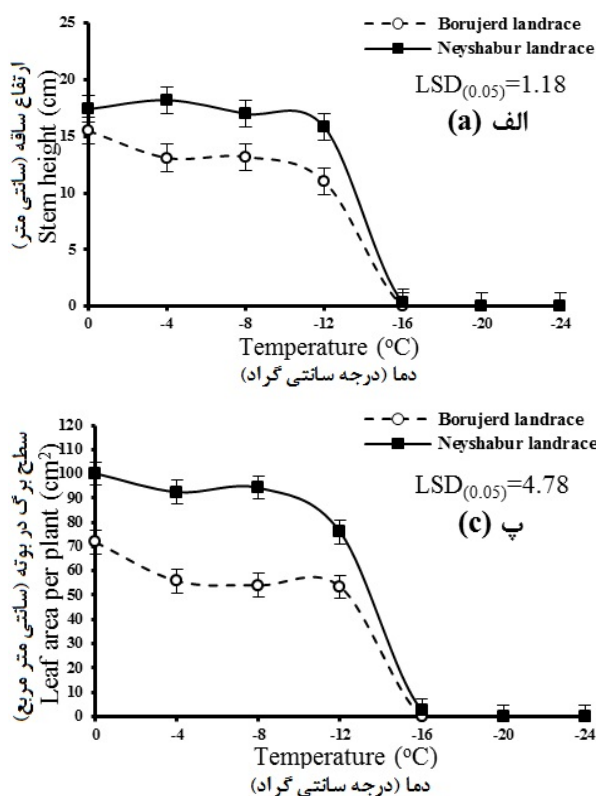 Borujerd landrace
Neyshabur landrace
LSD(0.05)=1.18
(a) الف
ارتفاع ساقه (سانتی متر)
Stem height (cm)
25
20
15
10
5
0
0 -4 -8 -12 -16 -20 -24
Temperature (°C)
دما (درجه سانتی گراد)
Borujerd landrace
Neyshabur landrace
LSD(0.05)=4.78
(c) پ
سطح برگ در بوته (سانتی متر مربع)
Leaf area per plant (cm²)
120
110
100
90
80
70
60
50
40
30
20
10
0
0 -4 -8 -12 -16 -20 -24
Temperature (°C)
دما (درجه سانتی گراد)